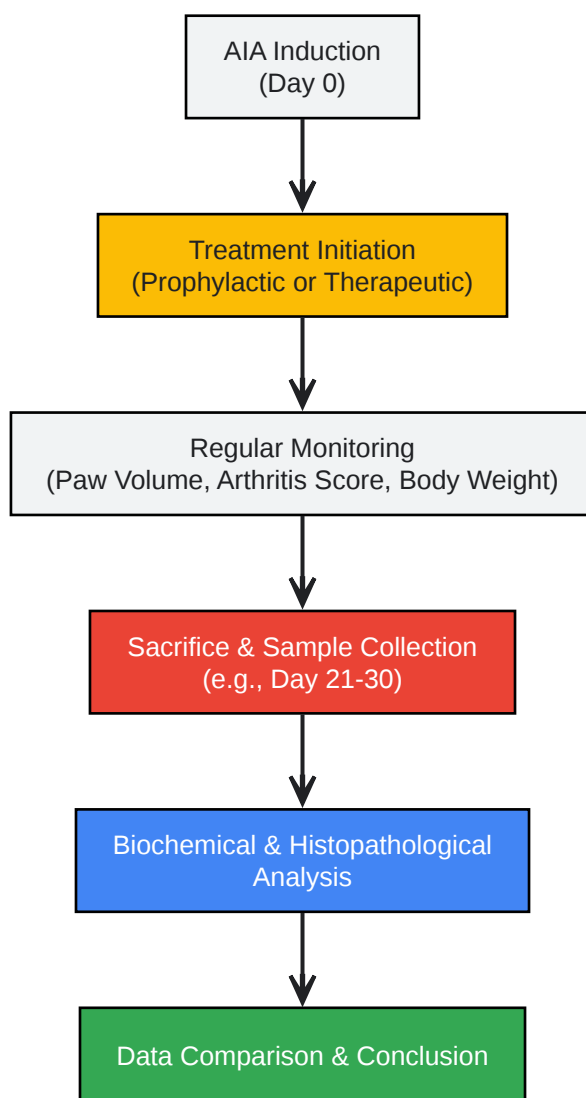 AIA Induction
(Day 0)
Treatment Initiation
(Prophylactic or Therapeutic)
Regular Monitoring
(Paw Volume, Arthritis Score, Body Weight)
Sacrifice & Sample Collection
(e.g., Day 21-30)
Biochemical & Histopathological
Analysis
Data Comparison & Conclusion